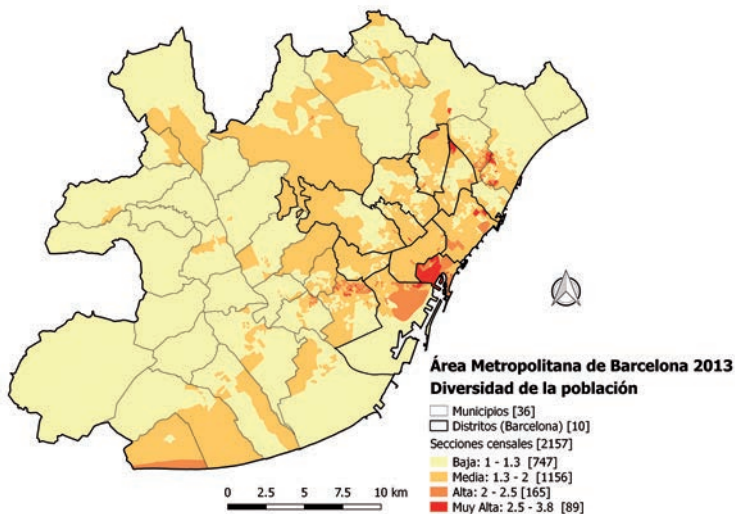 Área Metropolitana de Barcelona 2013
Diversidad de la población
Municipios [36]
Distritos (Barcelona) [10]
Secciones censales [2157]
Baja: 1 - 1.3 [747]
Media: 1.3 - 2 [1156]
Alta: 2 - 2.5 [165]
Muy Alta: 2.5 - 3.8 [89]
0 2.5 5 7.5 10 km